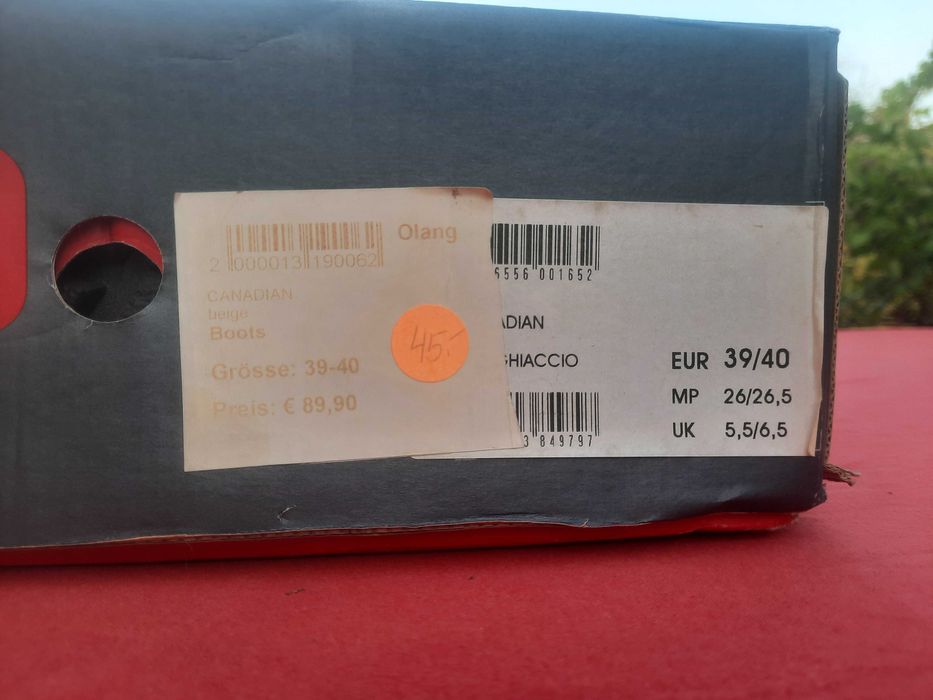 Olang
2 000013 190062
CANADIAN
beige
Boots
45.-
Grösse: 39-40
Preis: € 89,90
6556 001652
ADIAN
GHIACCIO
3 849797
EUR 39/40
MP 26/26,5
UK 5,5/6,5